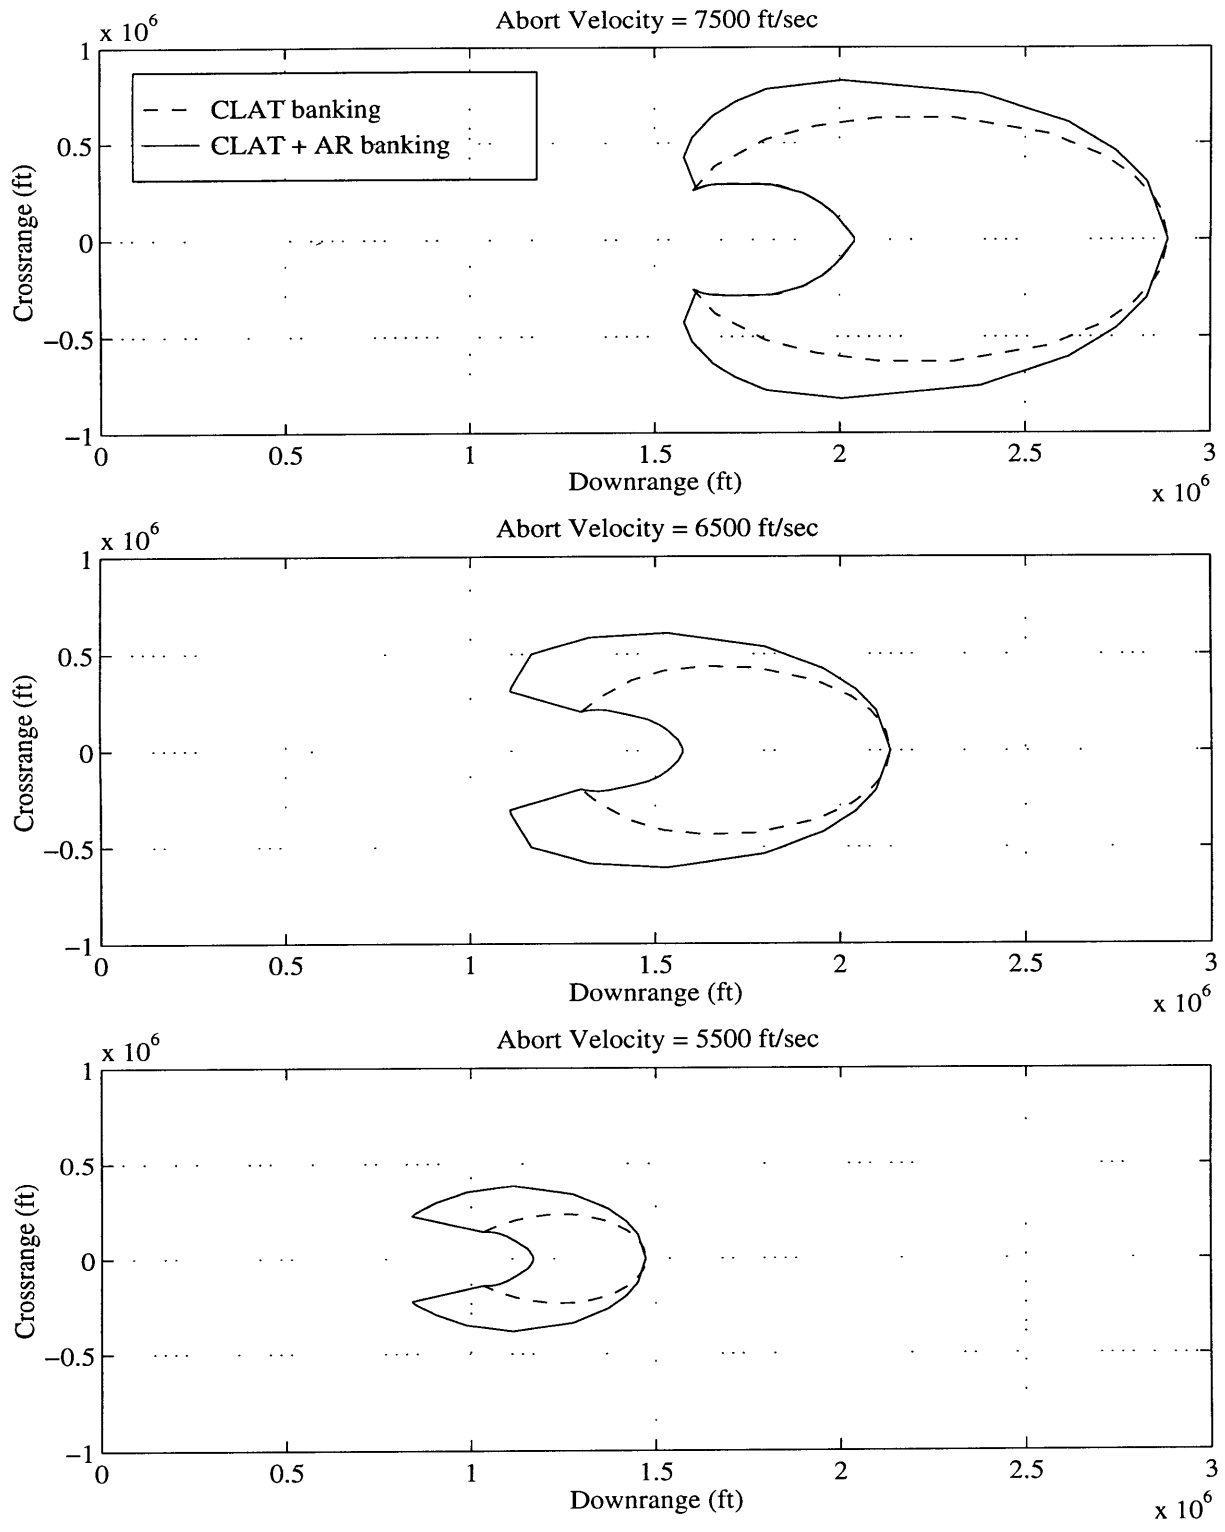 Abort Velocity = 7500 ft/sec
x 10^6
1
0.5
0
−0.5
−1
Crossrange (ft)
CLAT banking
CLAT + AR banking
0 0.5 1 1.5 2 2.5 3
Downrange (ft)
x 10^6
Abort Velocity = 6500 ft/sec
x 10^6
1
0.5
0
−0.5
−1
Crossrange (ft)
0 0.5 1 1.5 2 2.5 3
Downrange (ft)
x 10^6
Abort Velocity = 5500 ft/sec
x 10^6
1
0.5
0
−0.5
−1
Crossrange (ft)
0 0.5 1 1.5 2 2.5 3
Downrange (ft)
x 10^6